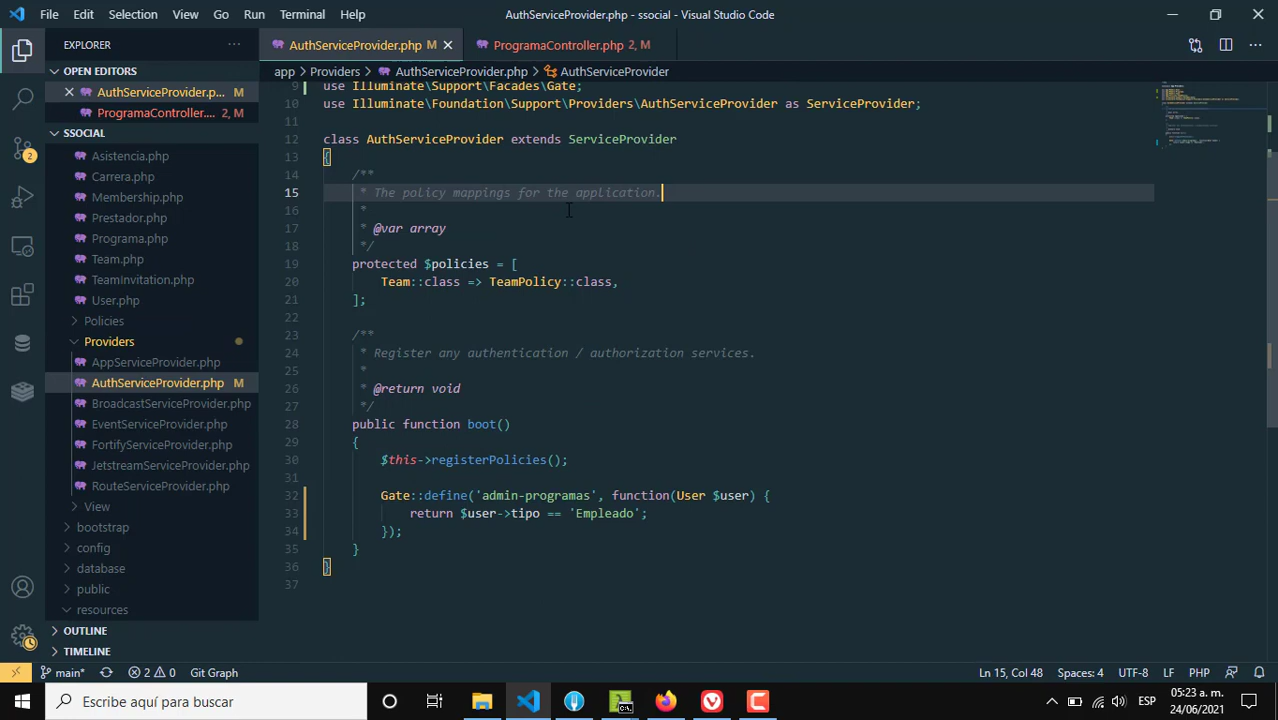 File Edit Selection View Go Run Terminal Help
AuthServiceProvider.php - ssocial - Visual Studio Code
EXPLORER
AuthServiceProvider.php M
ProgramaController.php 2, M
OPEN EDITORS
AuthServiceProvider.p... M
ProgramaController.... 2, M
SSOCIAL
Asistencia.php
Carrera.php
Membership.php
Prestador.php
Programa.php
Team.php
TeamInvitation.php
User.php
Policies
Providers
AppServiceProvider.php
AuthServiceProvider.php M
BroadcastServiceProvider.php
EventServiceProvider.php
FortifyServiceProvider.php
JetstreamServiceProvider.php
RouteServiceProvider.php
View
bootstrap
config
database
public
resources
OUTLINE
TIMELINE
2
app > Providers > AuthServiceProvider.php > AuthServiceProvider
9 use Illuminate\Support\Facades\Gate;
10 use Illuminate\Foundation\Support\Providers\AuthServiceProvider as ServiceProvider;
11
12 class AuthServiceProvider extends ServiceProvider
13 {
14 /**
15 * The policy mappings for the application.
16 *
17 * @var array
18 */
19 protected $policies = [
20 Team::class => TeamPolicy::class,
21 ];
22
23 /**
24 * Register any authentication / authorization services.
25 *
26 * @return void
27 */
28 public function boot()
29 {
30 $this->registerPolicies();
31
32 Gate::define('admin-programas', function(User $user) {
33 return $user->tipo == 'Empleado';
34 });
35 }
36 }
37
main* 2 0 Git Graph
Ln 15, Col 48 Spaces: 4 UTF-8 LF PHP
Escribe aquí para buscar
ESP
05:23 a. m.
24/06/2021